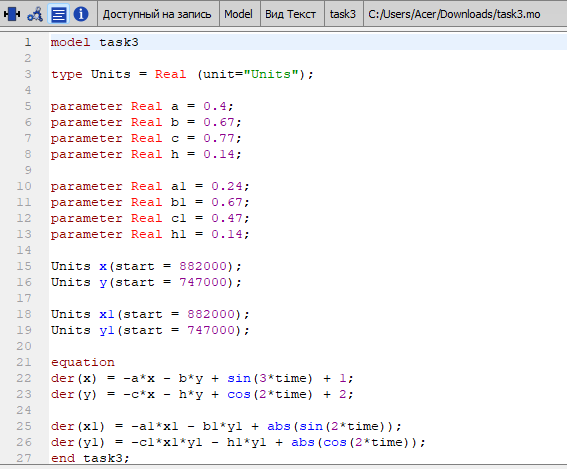 Доступный на запись Model Вид Текст task3 C:/Users/Acer/Downloads/task3.mo
1 model task3
2
3 type Units = Real (unit="Units");
4
5 parameter Real a = 0.4;
6 parameter Real b = 0.67;
7 parameter Real c = 0.77;
8 parameter Real h = 0.14;
9
10 parameter Real a1 = 0.24;
11 parameter Real b1 = 0.67;
12 parameter Real c1 = 0.47;
13 parameter Real h1 = 0.14;
14
15 Units x(start = 882000);
16 Units y(start = 747000);
17
18 Units x1(start = 882000);
19 Units y1(start = 747000);
20
21 equation
22 der(x) = -a*x - b*y + sin(3*time) + 1;
23 der(y) = -c*x - h*y + cos(2*time) + 2;
24
25 der(x1) = -a1*x1 - b1*y1 + abs(sin(2*time));
26 der(y1) = -c1*x1*y1 - h1*y1 + abs(cos(2*time));
27 end task3;